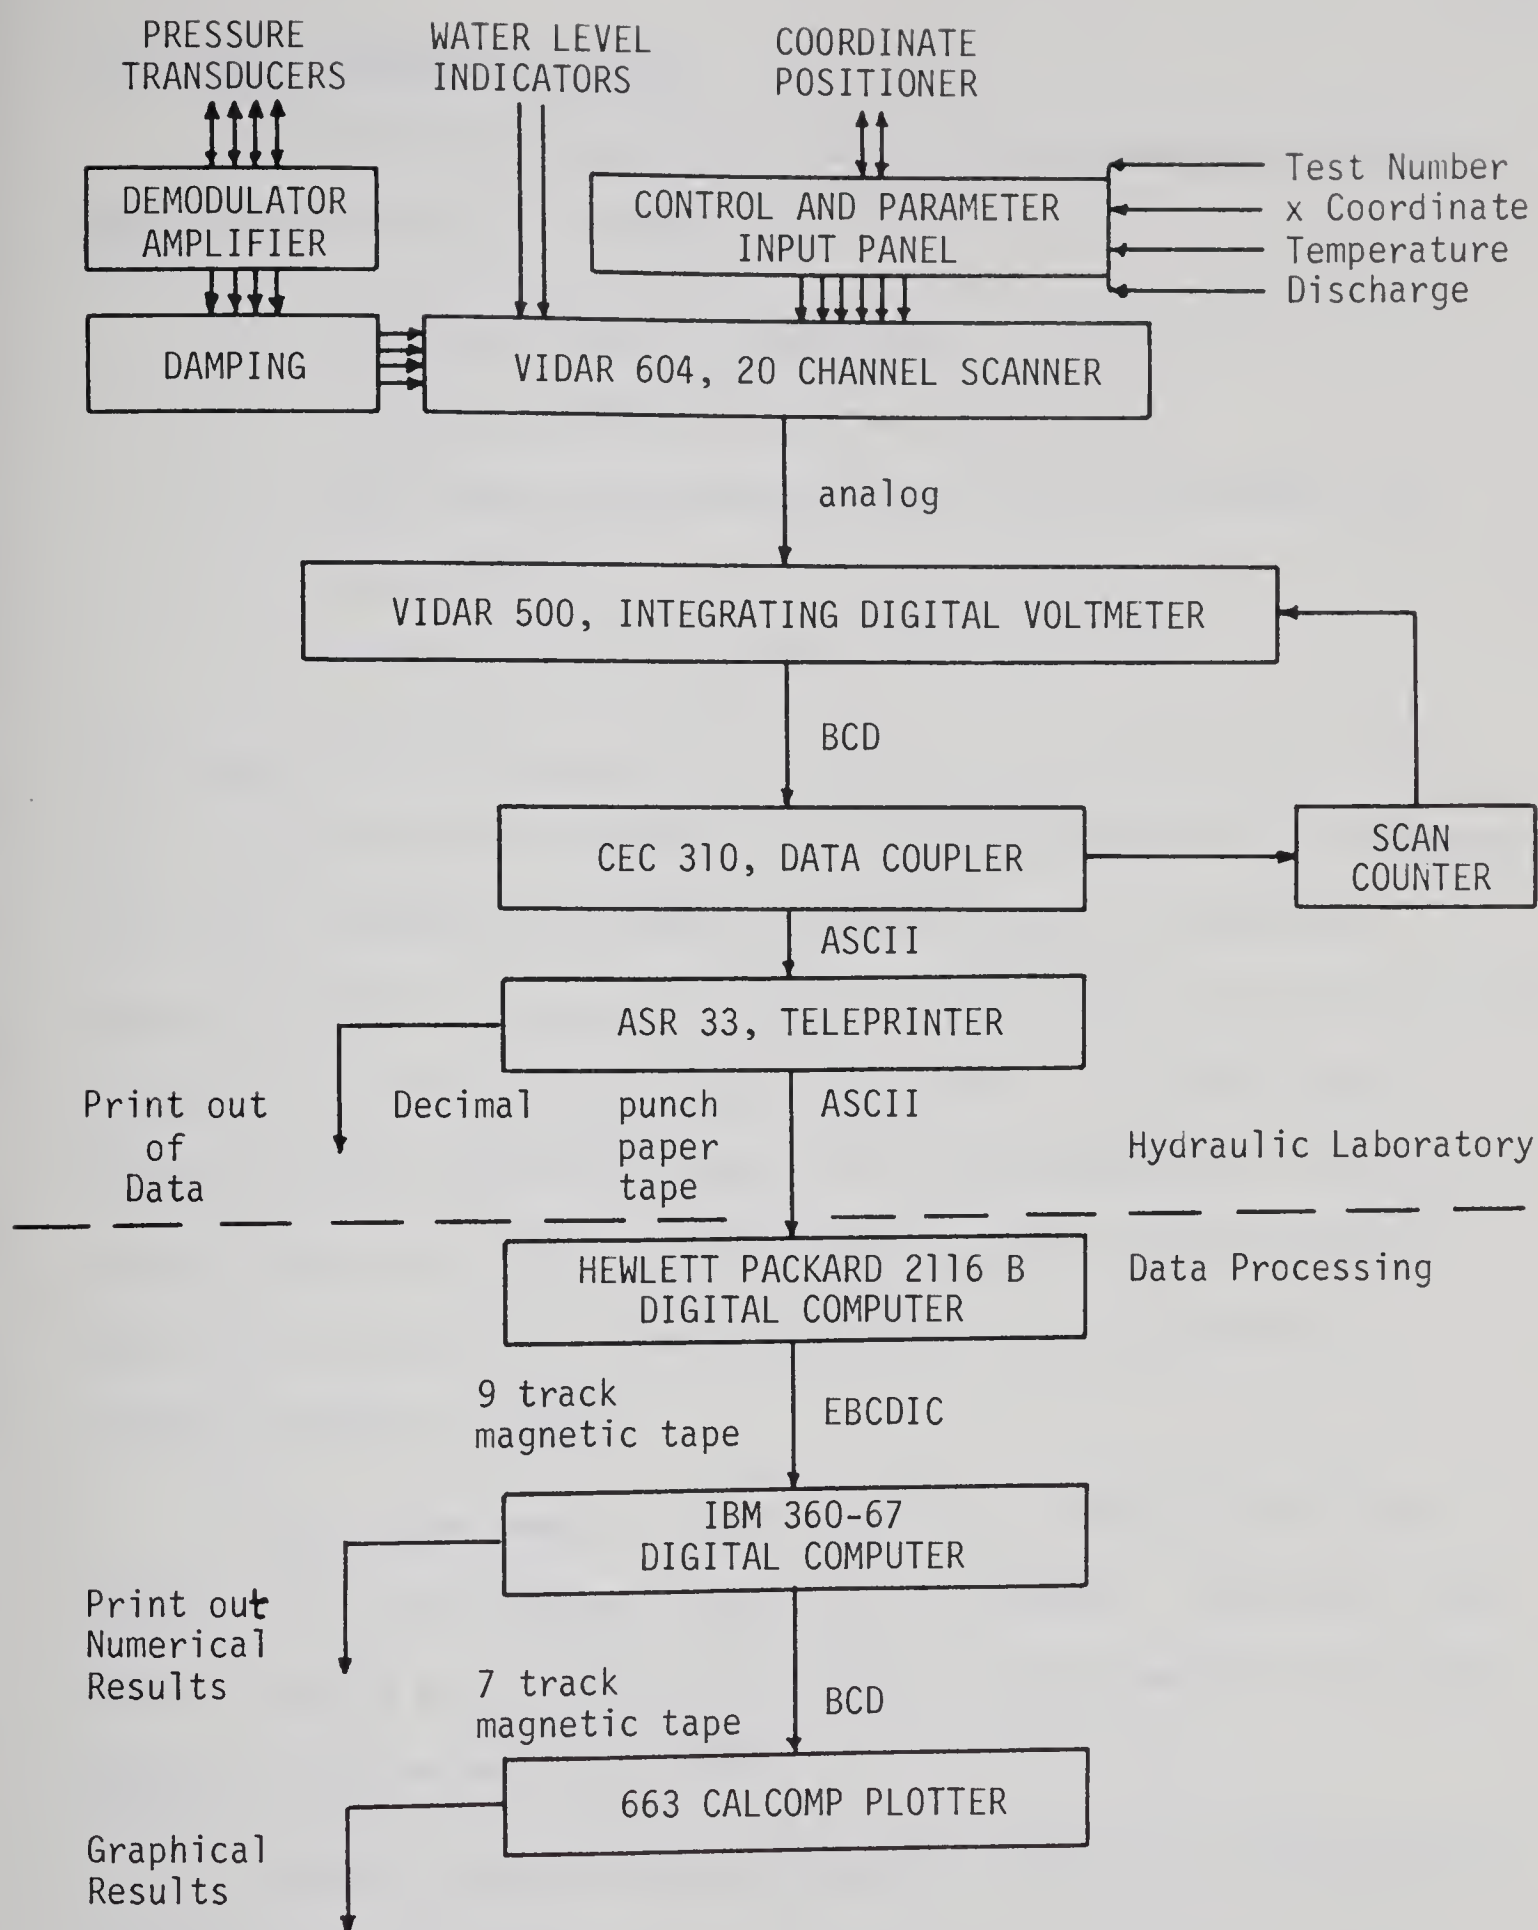 PRESSURE
TRANSDUCERS
WATER LEVEL
INDICATORS
COORDINATE
POSITIONER
DEMODULATOR
AMPLIFIER
CONTROL AND PARAMETER
INPUT PANEL
Test Number
x Coordinate
Temperature
Discharge
DAMPING
VIDAR 604, 20 CHANNEL SCANNER
analog
VIDAR 500, INTEGRATING DIGITAL VOLTMETER
BCD
CEC 310, DATA COUPLER
SCAN
COUNTER
ASCII
ASR 33, TELEPRINTER
Print out
of
Data
Decimal
punch
paper
tape
ASCII
Hydraulic Laboratory
HEWLETT PACKARD 2116 B
DIGITAL COMPUTER
Data Processing
9 track
magnetic tape
EBCDIC
IBM 360-67
DIGITAL COMPUTER
Print out
Numerical
Results
7 track
magnetic tape
BCD
663 CALCOMP PLOTTER
Graphical
Results